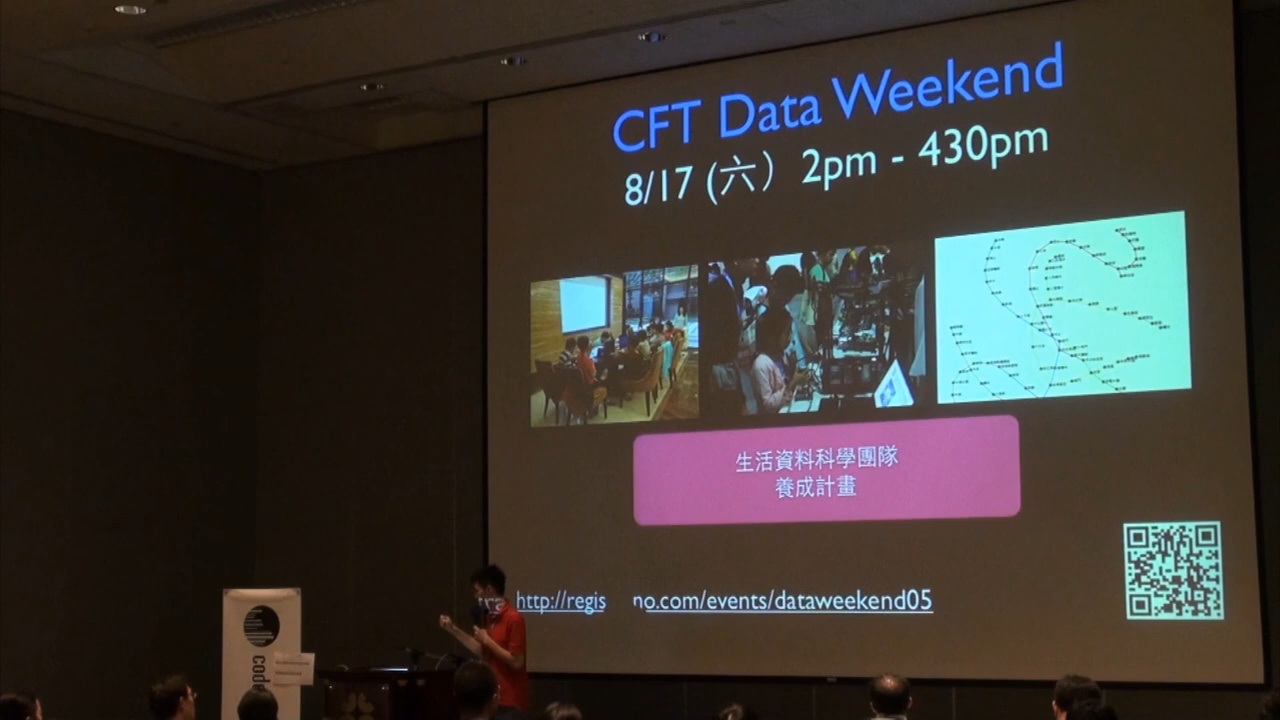 CFT Data Weekend
8/17 (六) 2pm - 430pm
生活資料科學團隊
養成計畫
http://regis no.com/events/dataweekend05
code